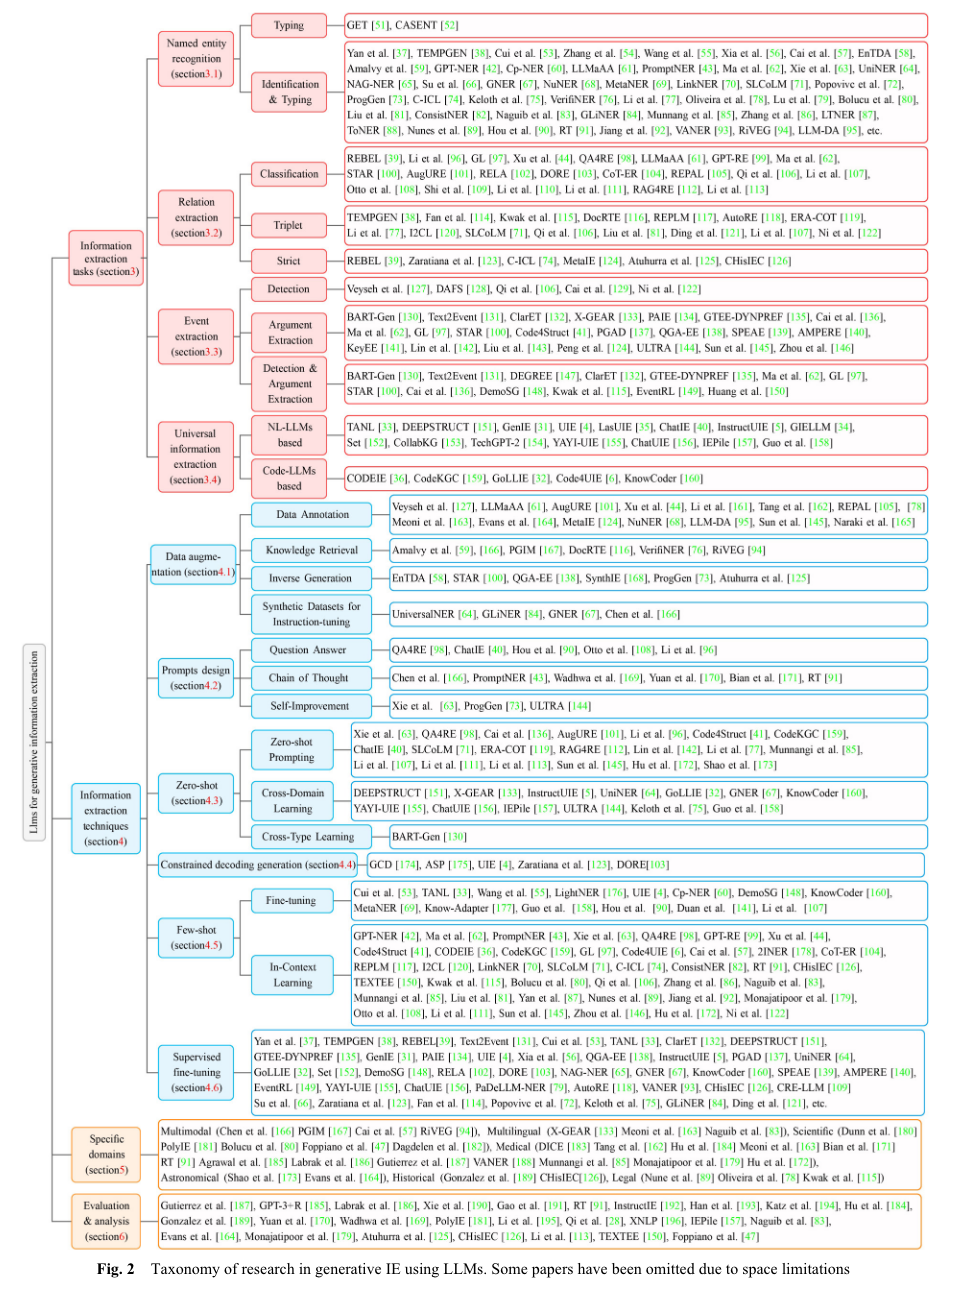 Llms for generative information extraction
Information
extraction
tasks (section3)
Named entity
recognition
(section3.1)
Typing
GET [51], CASENT [52]
Identification
& Typing
Yan et al. [37], TEMPGEN [38], Cui et al. [53], Zhang et al. [54], Wang et al. [55], Xia et al. [56], Cai et al. [57], EnTDA [58],
Amalvy et al. [59], GPT-NER [42], Cp-NER [60], LLMaAA [61], PromptNER [43], Ma et al. [62], Xie et al. [63], UniNER [64],
NAG-NER [65], Su et al. [66], GNER [67], NuNER [68], MetaNER [69], LinkNER [70], SLCoLM [71], Popovivc et al. [72],
ProgGen [73], C-ICL [74], Keloth et al. [75], VerifiNER [76], Li et al. [77], Oliveira et al. [78], Lu et al. [79], Bolucu et al. [80],
Liu et al. [81], ConsistNER [82], Naguib et al. [83], GLiNER [84], Munnang et al. [85], Zhang et al. [86], LTNER [87],
ToNER [88], Nunes et al. [89], Hou et al. [90], RT [91], Jiang et al. [92], VANER [93], RiVEG [94], LLM-DA [95], etc.
Relation
extraction
(section3.2)
Classification
REBEL [39], Li et al. [96], GL [97], Xu et al. [44], QA4RE [98], LLMaAA [61], GPT-RE [99], Ma et al. [62],
STAR [100], AugURE [101], RELA [102], DORE [103], CoT-ER [104], REPAL [105], Qi et al. [106], Li et al. [107],
Otto et al. [108], Shi et al. [109], Li et al. [110], Li et al. [111], RAG4RE [112], Li et al. [113]
Triplet
TEMPGEN [38], Fan et al. [114], Kwak et al. [115], DocRTE [116], REPLM [117], AutoRE [118], ERA-COT [119],
Li et al. [77], I2CL [120], SLCoLM [71], Qi et al. [106], Liu et al. [81], Ding et al. [121], Li et al. [107], Ni et al. [122]
Strict
REBEL [39], Zaratiana et al. [123], C-ICL [74], MetaIE [124], Atuhurra et al. [125], CHisIEC [126]
Event
extraction
(section3.3)
Detection
Veyseh et al. [127], DAFS [128], Qi et al. [106], Cai et al. [129], Ni et al. [122]
Argument
Extraction
BART-Gen [130], Text2Event [131], ClarET [132], X-GEAR [133], PAIE [134], GTEE-DYNPREF [135], Cai et al. [136],
Ma et al. [62], GL [97], STAR [100], Code4Struct [41], PGAD [137], QGA-EE [138], SPEAE [139], AMPERE [140],
KeyEE [141], Lin et al. [142], Liu et al. [143], Peng et al. [124], ULTRA [144], Sun et al. [145], Zhou et al. [146]
Detection &
Argument
Extraction
BART-Gen [130], Text2Event [131], DEGREE [147], ClarET [132], GTEE-DYNPREF [135], Ma et al. [62], GL [97],
STAR [100], Cai et al. [136], DemoSG [148], Kwak et al. [115], EventRL [149], Huang et al. [150]
Universal
information
extraction
(section3.4)
NL-LLMs
based
TANL [33], DEEPSTRUCT [151], GenIE [31], UIE [4], LasUIE [35], ChatIE [40], InstructUIE [5], GIELLM [34],
Set [152], CollabKG [153], TechGPT-2 [154], YAYI-UIE [155], ChatUIE [156], IEPile [157], Guo et al. [158]
Code-LLMs
based
CODEIE [36], CodeKGC [159], GoLLIE [32], Code4UIE [6], KnowCoder [160]
Information
extraction
techniques
(section4)
Data augme-
ntation (section4.1)
Data Annotation
Veyseh et al. [127], LLMaAA [61], AugURE [101], Xu et al. [44], Li et al. [161], Tang et al. [162], REPAL [105], [78]
Meoni et al. [163], Evans et al. [164], MetaIE [124], NuNER [68], LLM-DA [95], Sun et al. [145], Naraki et al. [165]
Knowledge Retrieval
Amalvy et al. [59], [166], PGIM [167], DocRTE [116], VerifiNER [76], RiVEG [94]
Inverse Generation
EnTDA [58], STAR [100], QGA-EE [138], SynthIE [168], ProgGen [73], Atuhurra et al. [125]
Synthetic Datasets for
Instruction-tuning
UniversalNER [64], GLiNER [84], GNER [67], Chen et al. [166]
Prompts design
(section4.2)
Question Answer
QA4RE [98], ChatIE [40], Hou et al. [90], Otto et al. [108], Li et al. [96]
Chain of Thought
Chen et al. [166], PromptNER [43], Wadhwa et al. [169], Yuan et al. [170], Bian et al. [171], RT [91]
Self-Improvement
Xie et al. [63], ProgGen [73], ULTRA [144]
Zero-shot
(section4.3)
Zero-shot
Prompting
Xie et al. [63], QA4RE [98], Cai et al. [136], AugURE [101], Li et al. [96], Code4Struct [41], CodeKGC [159],
ChatIE [40], SLCoLM [71], ERA-COT [119], RAG4RE [112], Lin et al. [142], Li et al. [77], Munnangi et al. [85],
Li et al. [107], Li et al. [111], Li et al. [113], Sun et al. [145], Hu et al. [172], Shao et al. [173]
Cross-Domain
Learning
DEEPSTRUCT [151], X-GEAR [133], InstructUIE [5], UniNER [64], GoLLIE [32], GNER [67], KnowCoder [160],
YAYI-UIE [155], ChatUIE [156], IEPile [157], ULTRA [144], Keloth et al. [75], Guo et al. [158]
Cross-Type Learning
BART-Gen [130]
Constrained decoding generation (section4.4)
GCD [174], ASP [175], UIE [4], Zaratiana et al. [123], DORE[103]
Few-shot
(section4.5)
Fine-tuning
Cui et al. [53], TANL [33], Wang et al. [55], LightNER [176], UIE [4], Cp-NER [60], DemoSG [148], KnowCoder [160],
MetaNER [69], Know-Adapter [177], Guo et al. [158], Hou et al. [90], Duan et al. [141], Li et al. [107]
In-Context
Learning
GPT-NER [42], Ma et al. [62], PromptNER [43], Xie et al. [63], QA4RE [98], GPT-RE [99], Xu et al. [44],
Code4Struct [41], CODEIE [36], CodeKGC [159], GL [97], Code4UIE [6], Cai et al. [57], 2INER [178], CoT-ER [104],
REPLM [117], I2CL [120], LinkNER [70], SLCoLM [71], C-ICL [74], ConsistNER [82], RT [91], CHisIEC [126],
TEXTEE [150], Kwak et al. [115], Bolucu et al. [80], Qi et al. [106], Zhang et al. [86], Naguib et al. [83],
Munnangi et al. [85], Liu et al. [81], Yan et al. [87], Nunes et al. [89], Jiang et al. [92], Monajatipoor et al. [179],
Otto et al. [108], Li et al. [111], Sun et al. [145], Zhou et al. [146], Hu et al. [172], Ni et al. [122]
Supervised
fine-tuning
(section4.6)
Yan et al. [37], TEMPGEN [38], REBEL[39], Text2Event [131], Cui et al. [53], TANL [33], ClarET [132], DEEPSTRUCT [151],
GTEE-DYNPREF [135], GenIE [31], PAIE [134], UIE [4], Xia et al. [56], QGA-EE [138], InstructUIE [5], PGAD [137], UniNER [64],
GoLLIE [32], Set [152], DemoSG [148], RELA [102], DORE [103], NAG-NER [65], GNER [67], KnowCoder [160], SPEAE [139], AMPERE [140],
EventRL [149], YAYI-UIE [155], ChatUIE [156], PaDeLLM-NER [79], AutoRE [118], VANER [93], CHisIEC [126], CRE-LLM [109]
Su et al. [66], Zaratiana et al. [123], Fan et al. [114], Popovivc et al. [72], Keloth et al. [75], GLiNER [84], Ding et al. [121], etc.
Specific
domains
(section5)
Multimodal (Chen et al. [166] PGIM [167] Cai et al. [57] RiVEG [94]), Multilingual (X-GEAR [133] Meoni et al. [163] Naguib et al. [83]), Scientific (Dunn et al. [180]
PolyIE [181] Bolucu et al. [80] Foppiano et al. [47] Dagdelen et al. [182]), Medical (DICE [183] Tang et al. [162] Hu et al. [184] Meoni et al. [163] Bian et al. [171]
RT [91] Agrawal et al. [185] Labrak et al. [186] Gutierrez et al. [187] VANER [188] Munnangi et al. [85] Monajatipoor et al. [179] Hu et al. [172]),
Astronomical (Shao et al. [173] Evans et al. [164]), Historical (Gonzalez et al. [189] CHisIEC[126]), Legal (Nune et al. [89] Oliveira et al. [78] Kwak et al. [115])
Evaluation
& analysis
(section6)
Gutierrez et al. [187], GPT-3+R [185], Labrak et al. [186], Xie et al. [190], Gao et al. [191], RT [91], InstructIE [192], Han et al. [193], Katz et al. [194], Hu et al. [184],
Gonzalez et al. [189], Yuan et al. [170], Wadhwa et al. [169], PolyIE [181], Li et al. [195], Qi et al. [28], XNLP [196], IEPile [157], Naguib et al. [83],
Evans et al. [164], Monajatipoor et al. [179], Atuhurra et al. [125], CHisIEC [126], Li et al. [113], TEXTEE [150], Foppiano et al. [47]
Fig. 2 Taxonomy of research in generative IE using LLMs. Some papers have been omitted due to space limitations